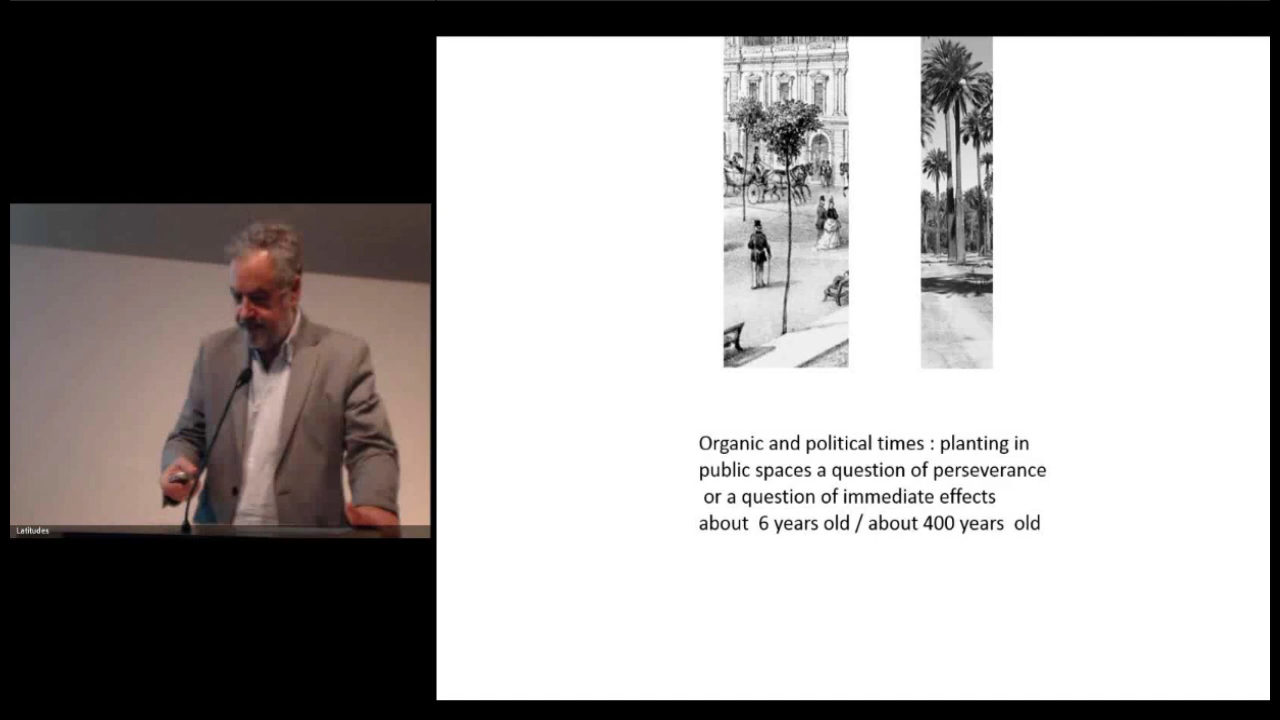 Latitudes
Organic and political times : planting in
public spaces a question of perseverance
or a question of immediate effects
about  6 years old / about 400 years  old